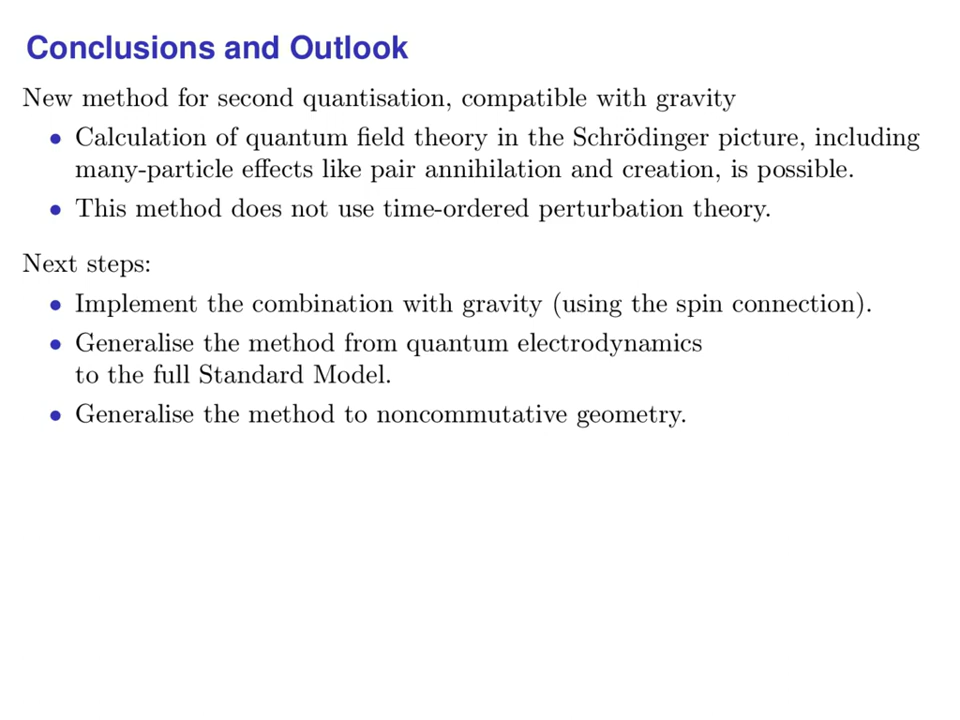 Conclusions and Outlook
New method for second quantisation, compatible with gravity
• Calculation of quantum field theory in the Schrödinger picture, including
many-particle effects like pair annihilation and creation, is possible.
• This method does not use time-ordered perturbation theory.
Next steps:
• Implement the combination with gravity (using the spin connection).
• Generalise the method from quantum electrodynamics
to the full Standard Model.
• Generalise the method to noncommutative geometry.